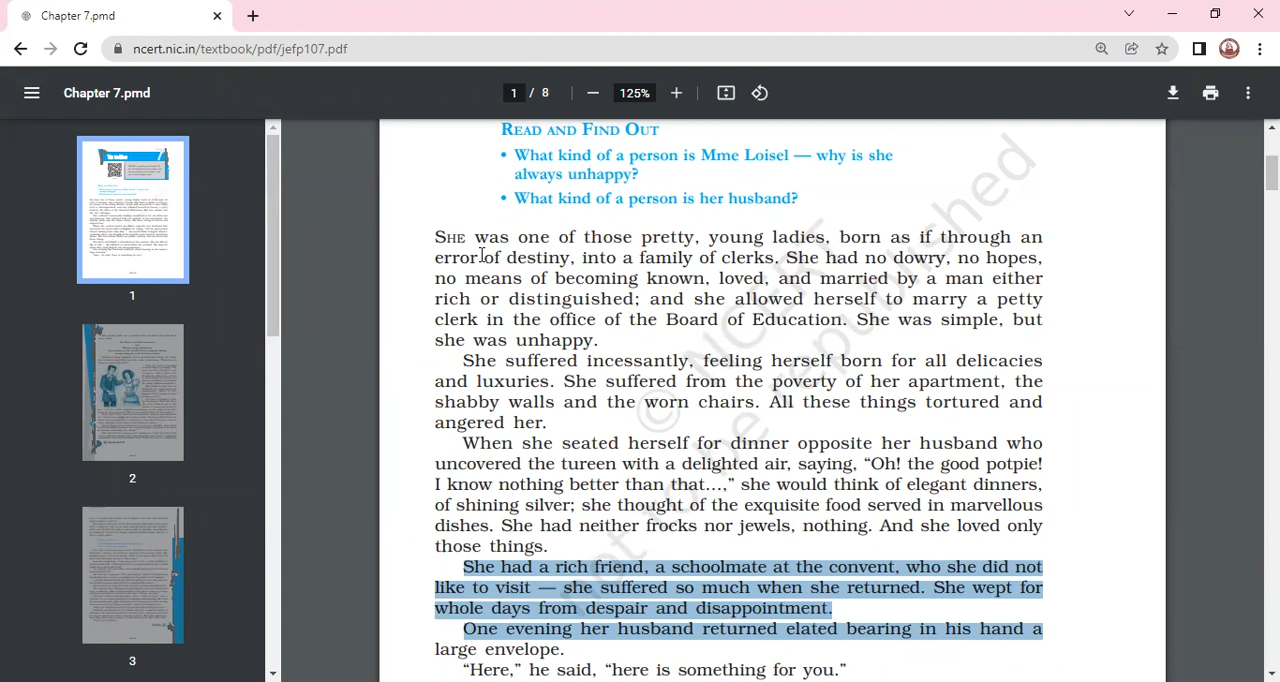 Chapter 7.pmd
ncert.nic.in/textbook/pdf/jefp107.pdf
Chapter 7.pmd
1 / 8
125%
1
2
3
READ AND FIND OUT
• What kind of a person is Mme Loisel — why is she
always unhappy?
• What kind of a person is her husband?
SHE was one of those pretty, young ladies, born as if through an
error of destiny, into a family of clerks. She had no dowry, no hopes,
no means of becoming known, loved, and married by a man either
rich or distinguished; and she allowed herself to marry a petty
clerk in the office of the Board of Education. She was simple, but
she was unhappy.
She suffered incessantly, feeling herself born for all delicacies
and luxuries. She suffered from the poverty of her apartment, the
shabby walls and the worn chairs. All these things tortured and
angered her.
When she seated herself for dinner opposite her husband who
uncovered the tureen with a delighted air, saying, “Oh! the good potpie!
I know nothing better than that...,” she would think of elegant dinners,
of shining silver; she thought of the exquisite food served in marvellous
dishes. She had neither frocks nor jewels, nothing. And she loved only
those things.
She had a rich friend, a schoolmate at the convent, who she did not
like to visit — she suffered so much when she returned. She wept for
whole days from despair and disappointment.
One evening her husband returned elated bearing in his hand a
large envelope.
“Here,” he said, “here is something for you.”